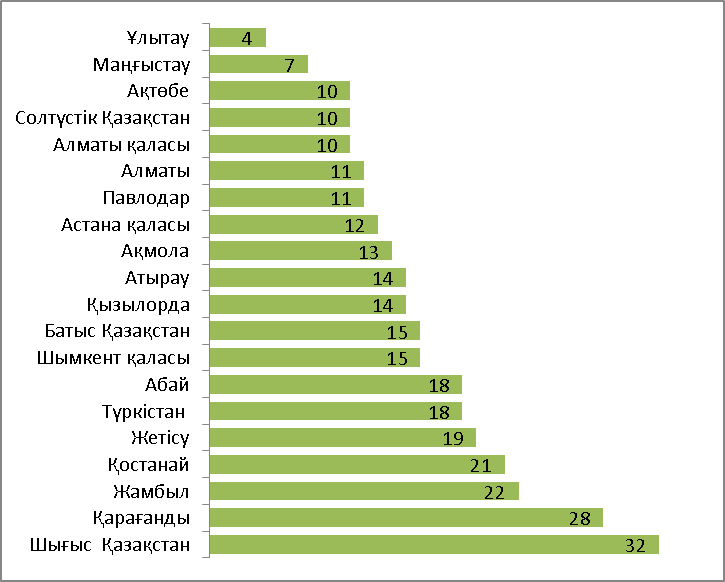 Ұлытау 4
Маңғыстау 7
Ақтөбе 10
Солтүстік Қазақстан 10
Алматы қаласы 10
Алматы 11
Павлодар 11
Астана қаласы 12
Ақмола 13
Атырау 14
Қызылорда 14
Батыс Қазақстан 15
Шымкент қаласы 15
Абай 18
Түркістан 18
Жетісу 19
Қостанай 21
Жамбыл 22
Қарағанды 28
Шығыс Қазақстан 32